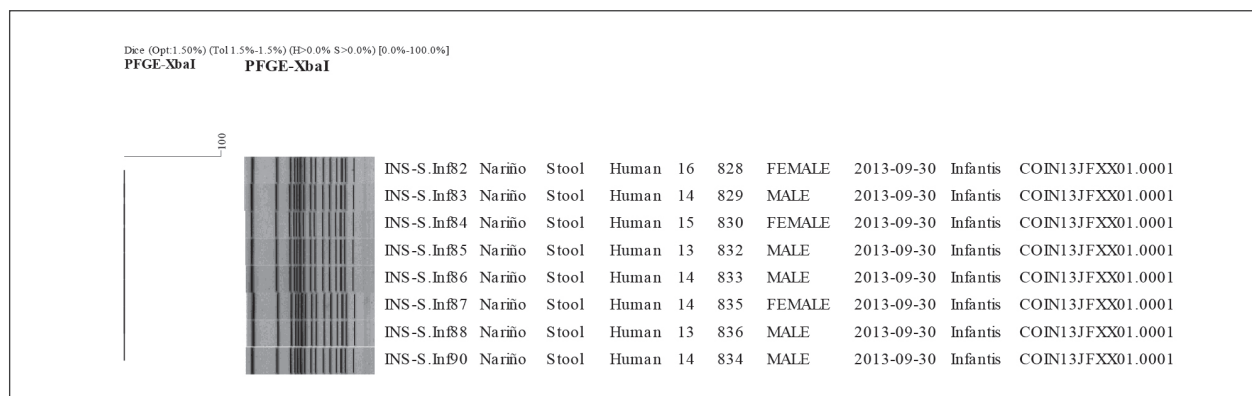 Dice (Opt:1.50%) (Tol 1.5%-1.5%) (H>0.0% S>0.0%) [0.0%-100.0%]
PFGE-XbaI PFGE-XbaI
100
INS-S.Inf82 Nariño Stool Human 16 828 FEMALE 2013-09-30 Infantis COIN13JFXX01.0001
INS-S.Inf83 Nariño Stool Human 14 829 MALE 2013-09-30 Infantis COIN13JFXX01.0001
INS-S.Inf84 Nariño Stool Human 15 830 FEMALE 2013-09-30 Infantis COIN13JFXX01.0001
INS-S.Inf85 Nariño Stool Human 13 832 MALE 2013-09-30 Infantis COIN13JFXX01.0001
INS-S.Inf86 Nariño Stool Human 14 833 MALE 2013-09-30 Infantis COIN13JFXX01.0001
INS-S.Inf87 Nariño Stool Human 14 835 FEMALE 2013-09-30 Infantis COIN13JFXX01.0001
INS-S.Inf88 Nariño Stool Human 13 836 MALE 2013-09-30 Infantis COIN13JFXX01.0001
INS-S.Inf90 Nariño Stool Human 14 834 MALE 2013-09-30 Infantis COIN13JFXX01.0001